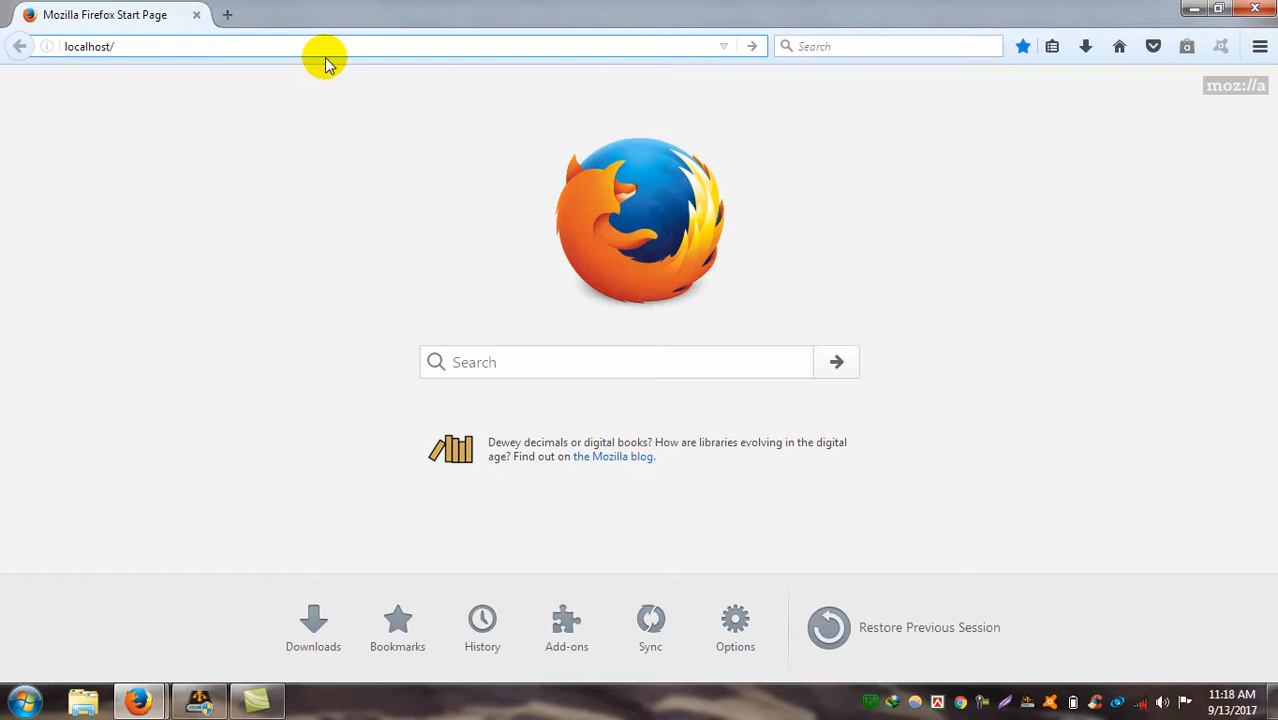 Mozilla Firefox Start Page
localhost/
Search
moz://a
Search
Dewey decimals or digital books? How are libraries evolving in the digital
age? Find out on the Mozilla blog.
Downloads
Bookmarks
History
Add-ons
Sync
Options
Restore Previous Session
11:18 AM
9/13/2017